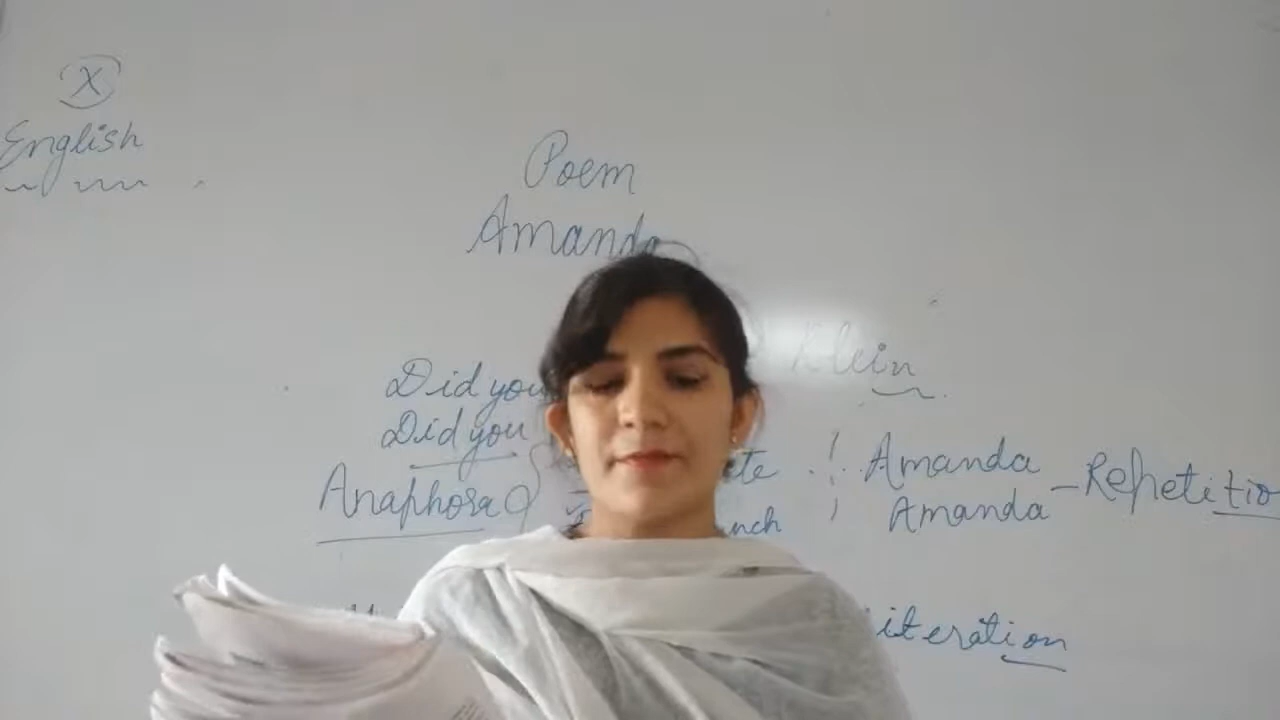 X
English
Poem
Amanda
Klein
Did you
Did you
Anaphora
Amanda
Amanda - Repetitio
iteration